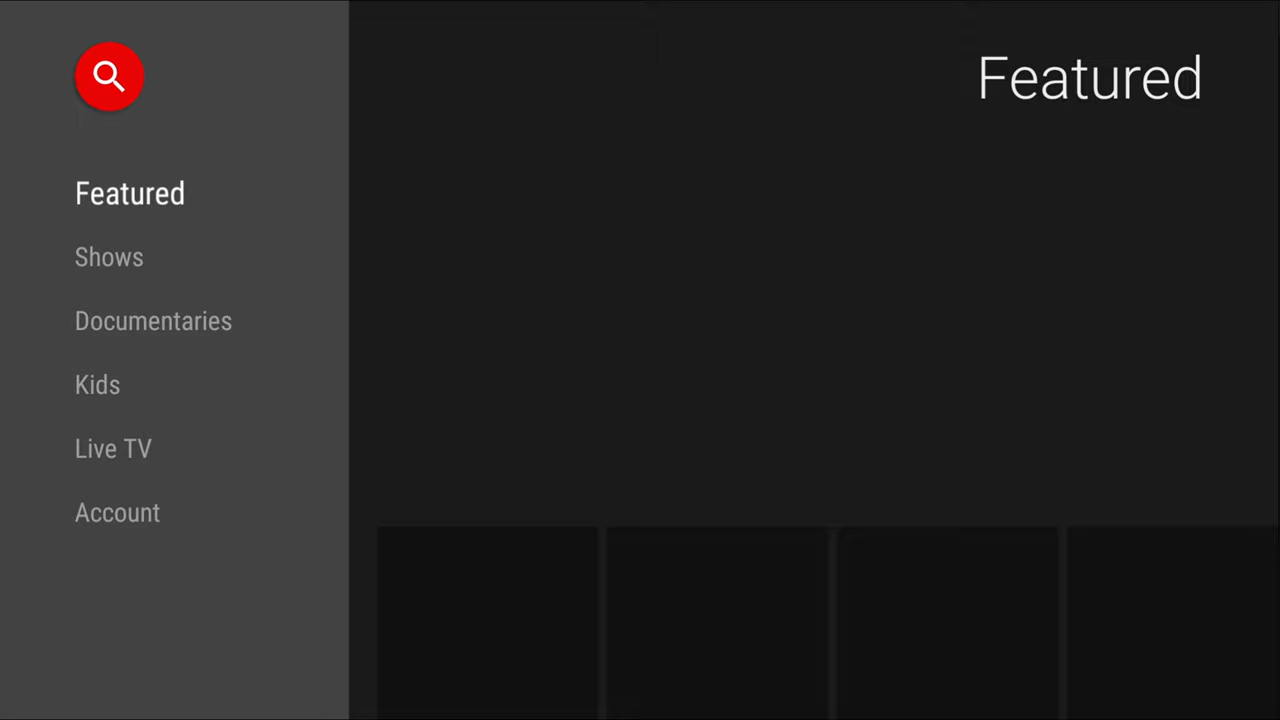 Featured
Featured
Shows
Documentaries
Kids
Live TV
Account